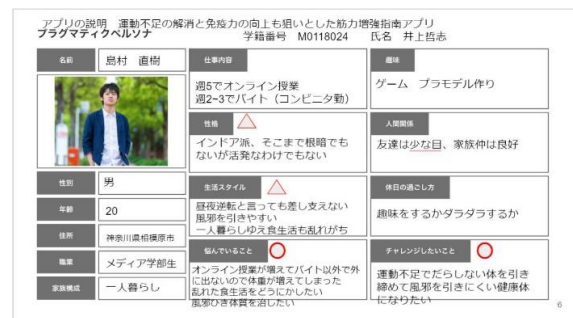 アプリの説明　運動不足の解消と免疫力の向上も狙いとした筋力増強指南アプリ
プラグマティクペルソナ
学籍番号　M0118024　氏名　井上哲志
名前
島村　直樹
性別
男
年齢
20
住所
神奈川県相模原市
職業
メディア学部生
家族構成
一人暮らし
仕事内容
週5でオンライン授業
週2~3でバイト（コンビニ夕勤）
性格
インドア派、そこまで根暗でも
ないが活発なわけでもない
生活スタイル
昼夜逆転と言っても差し支えない
風邪を引きやすい
一人暮らしゆえ食生活も乱れがち
悩んでいること
オンライン授業が増えてバイト以外で外
に出ないので体重が増えてしまった
乱れた食生活をどうにかしたい
風邪ひき体質を治したい
趣味
ゲーム　プラモデル作り
人間関係
友達は少な目、家族仲は良好
休日の過ごし方
趣味をするかダラダラするか
チャレンジしたいこと
運動不足でだらしない体を引き
締めて風邪を引きにくい健康体
になりたい
6